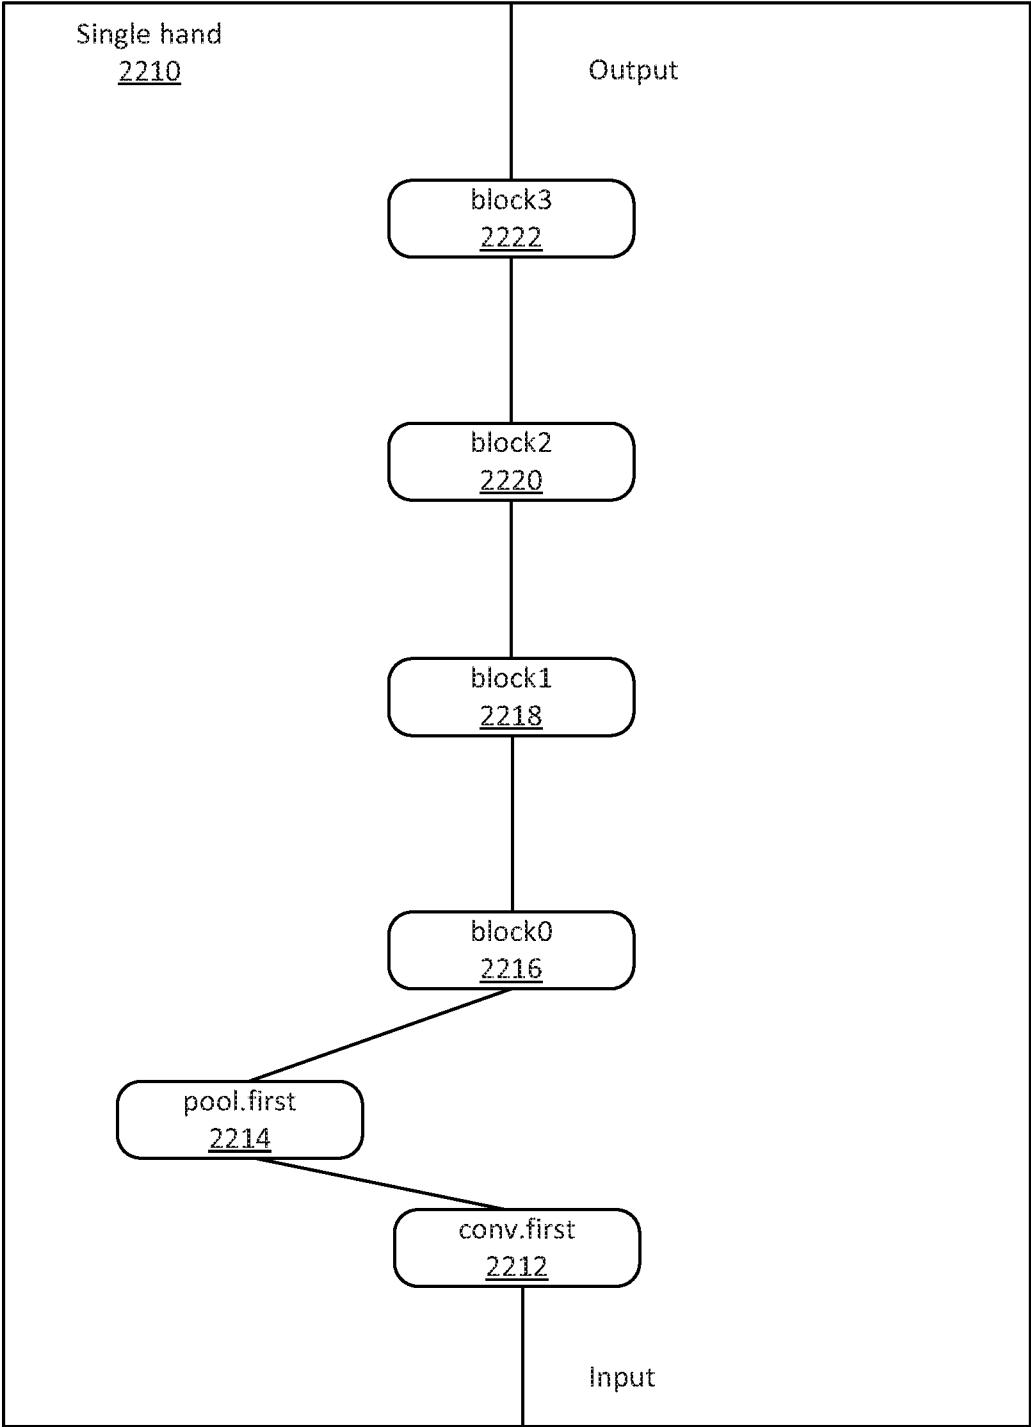 Single hand
2210
Output
block3
2222
block2
2220
block1
2218
block0
2216
pool.first
2214
conv.first
2212
Input